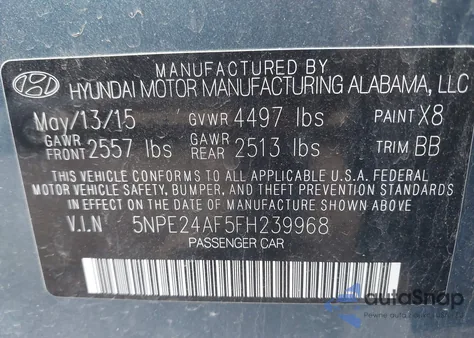 MANUFACTURED BY
HYUNDAI MOTOR MANUFACTURING ALABAMA, LLC
May/13/15 GVWR 4497 lbs PAINT X8
GAWR FRONT 2557 lbs GAWR REAR 2513 lbs TRIM BB
THIS VEHICLE CONFORMS TO ALL APPLICABLE U.S.A. FEDERAL
MOTOR VEHICLE SAFETY, BUMPER, AND THEFT PREVENTION STANDARDS
IN EFFECT ON THE DATE OF MANUFACTURE SHOWN ABOVE.
V.I.N 5NPE24AF5FH239968
PASSENGER CAR
autoSnap
Pewne auto